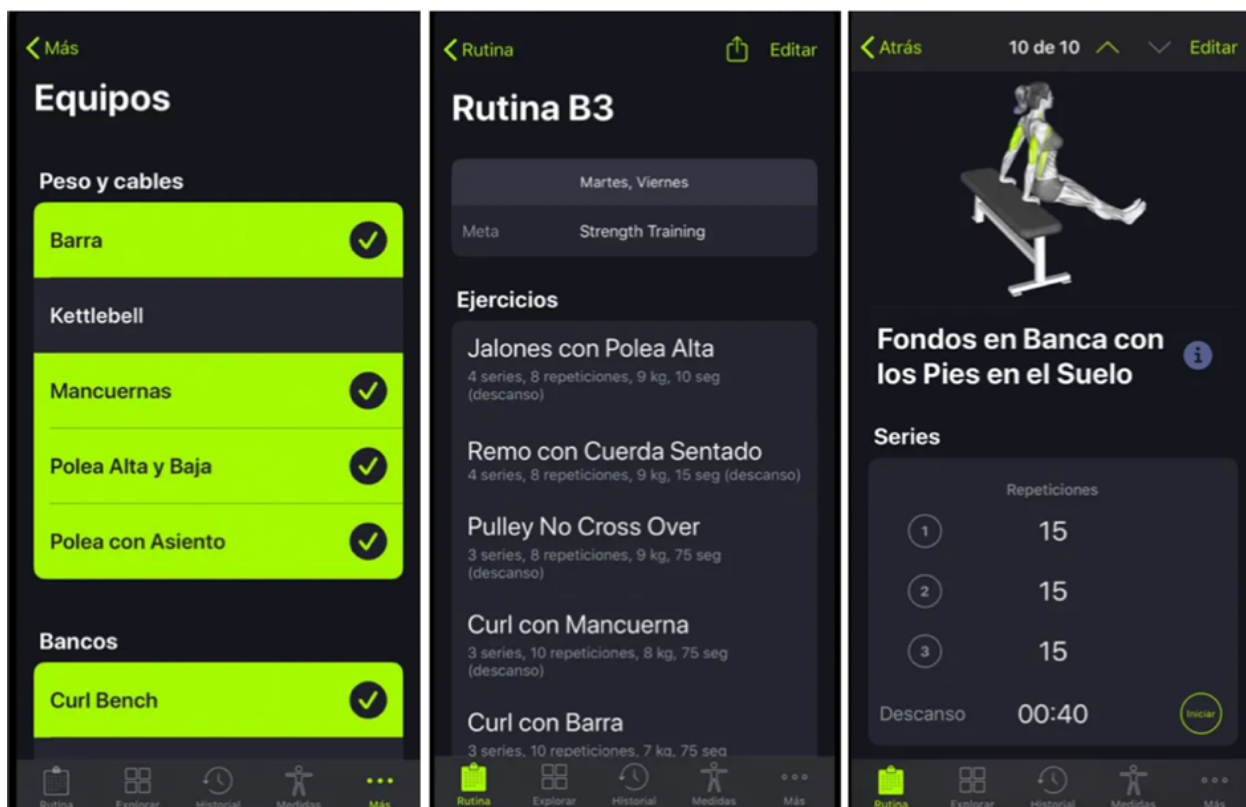 Más
Equipos
Peso y cables
Barra
Kettlebell
Mancuernas
Polea Alta y Baja
Polea con Asiento
Bancos
Curl Bench
Rutina
Explorar
Historial
Medidas
Más
Rutina
Editar
Rutina B3
Martes, Viernes
Meta Strength Training
Ejercicios
Jalones con Polea Alta
4 series, 8 repeticiones, 9 kg, 10 seg
(descanso)
Remo con Cuerda Sentado
4 series, 8 repeticiones, 9 kg, 15 seg (descanso)
Pulley No Cross Over
3 series, 8 repeticiones, 9 kg, 75 seg
(descanso)
Curl con Mancuerna
3 series, 10 repeticiones, 8 kg, 75 seg
(descanso)
Curl con Barra
3 series, 10 repeticiones, 7 kg, 75 seg
Rutina
Explorar
Historial
Medidas
Más
Atrás
10 de 10
Editar
Fondos en Banca con
los Pies en el Suelo
i
Series
Repeticiones
1 15
2 15
3 15
Descanso 00:40 Iniciar
Rutina
Explorar
Historial
Medidas
Más